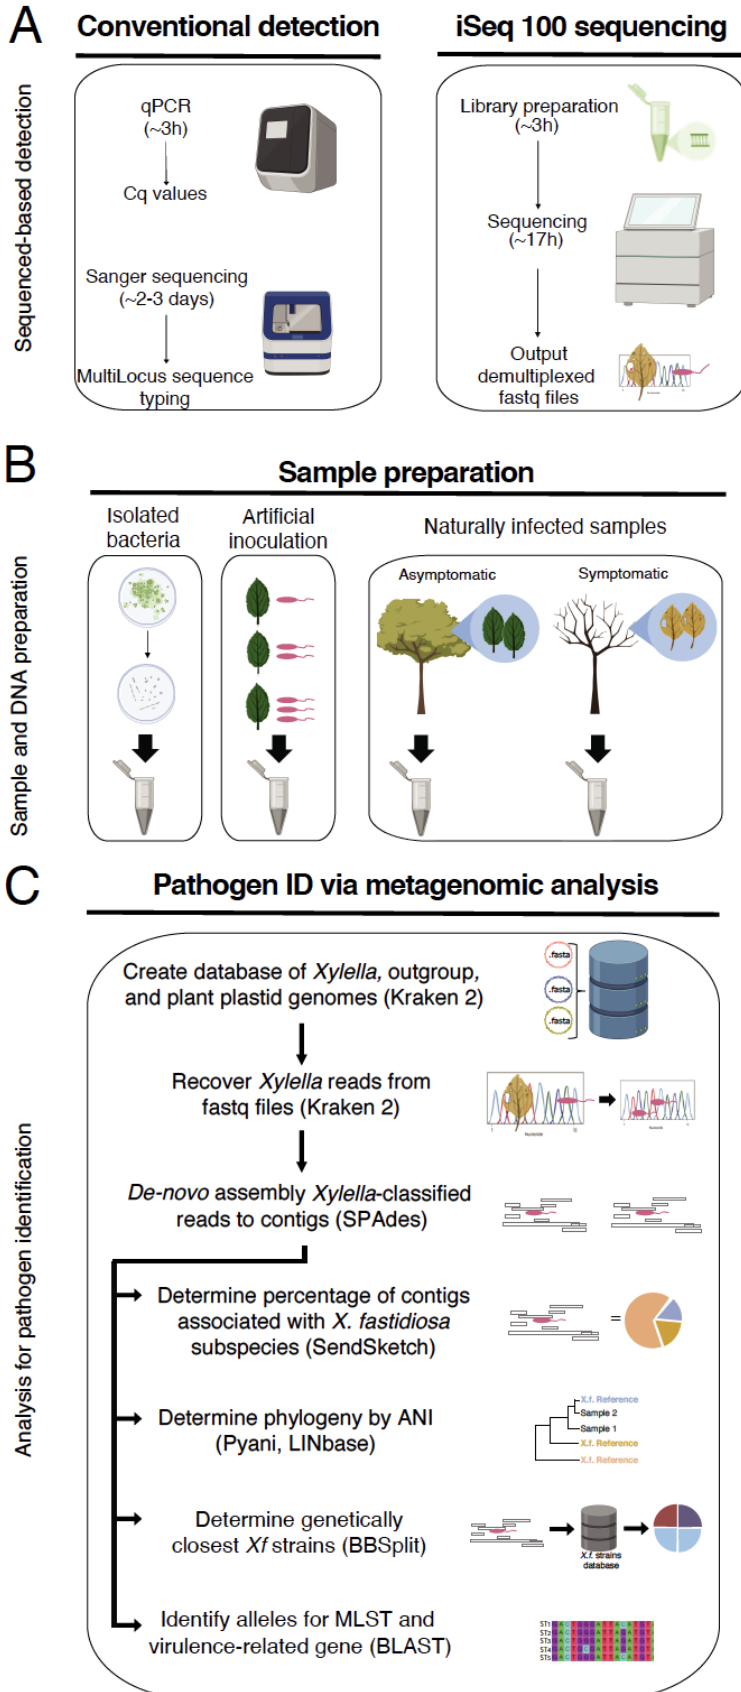 A
Conventional detection
iSeq 100 sequencing
Sequenced-based detection
qPCR
(~3h)
Cq values
Sanger sequencing
(~2-3 days)
MultiLocus sequence
typing
Library preparation
(~3h)
Sequencing
(~17h)
Output
demultiplexed
fastq files
B
Sample preparation
Sample and DNA preparation
Isolated
bacteria
Artificial
inoculation
Naturally infected samples
Asymptomatic
Symptomatic
C
Pathogen ID via metagenomic analysis
Analysis for pathogen identification
Create database of Xylella, outgroup,
and plant plastid genomes (Kraken 2)
.fasta
.fasta
.fasta
Recover Xylella reads from
fastq files (Kraken 2)
De-novo assembly Xylella-classified
reads to contigs (SPAdes)
Determine percentage of contigs
associated with X. fastidiosa
subspecies (SendSketch)
=
Determine phylogeny by ANI
(Pyani, LINbase)
X.f. Reference
Sample 2
Sample 1
X.f. Reference
X.f. Reference
Determine genetically
closest Xf strains (BBSplit)
X.f. strains
database
Identify alleles for MLST and
virulence-related gene (BLAST)
ST1
ST2
ST3
ST4
ST5